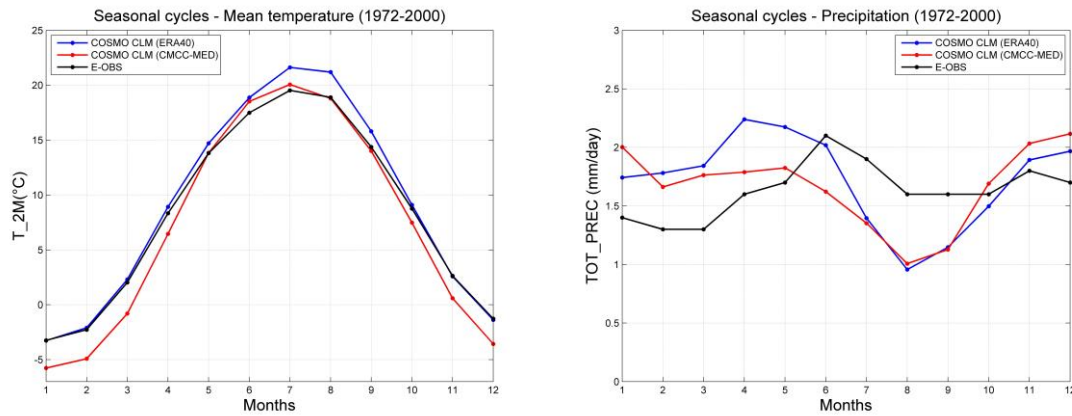 Seasonal cycles - Mean temperature (1972-2000)
25
20
15
10
5
0
-5
T_2M(°C)
COSMO CLM (ERA40)
COSMO CLM (CMCC-MED)
E-OBS
1 2 3 4 5 6 7 8 9 10 11 12
Months
Seasonal cycles - Precipitation (1972-2000)
3
2.5
2
1.5
1
0.5
0
TOT_PREC (mm/day)
COSMO CLM (ERA40)
COSMO CLM (CMCC-MED)
E-OBS
1 2 3 4 5 6 7 8 9 10 11 12
Months